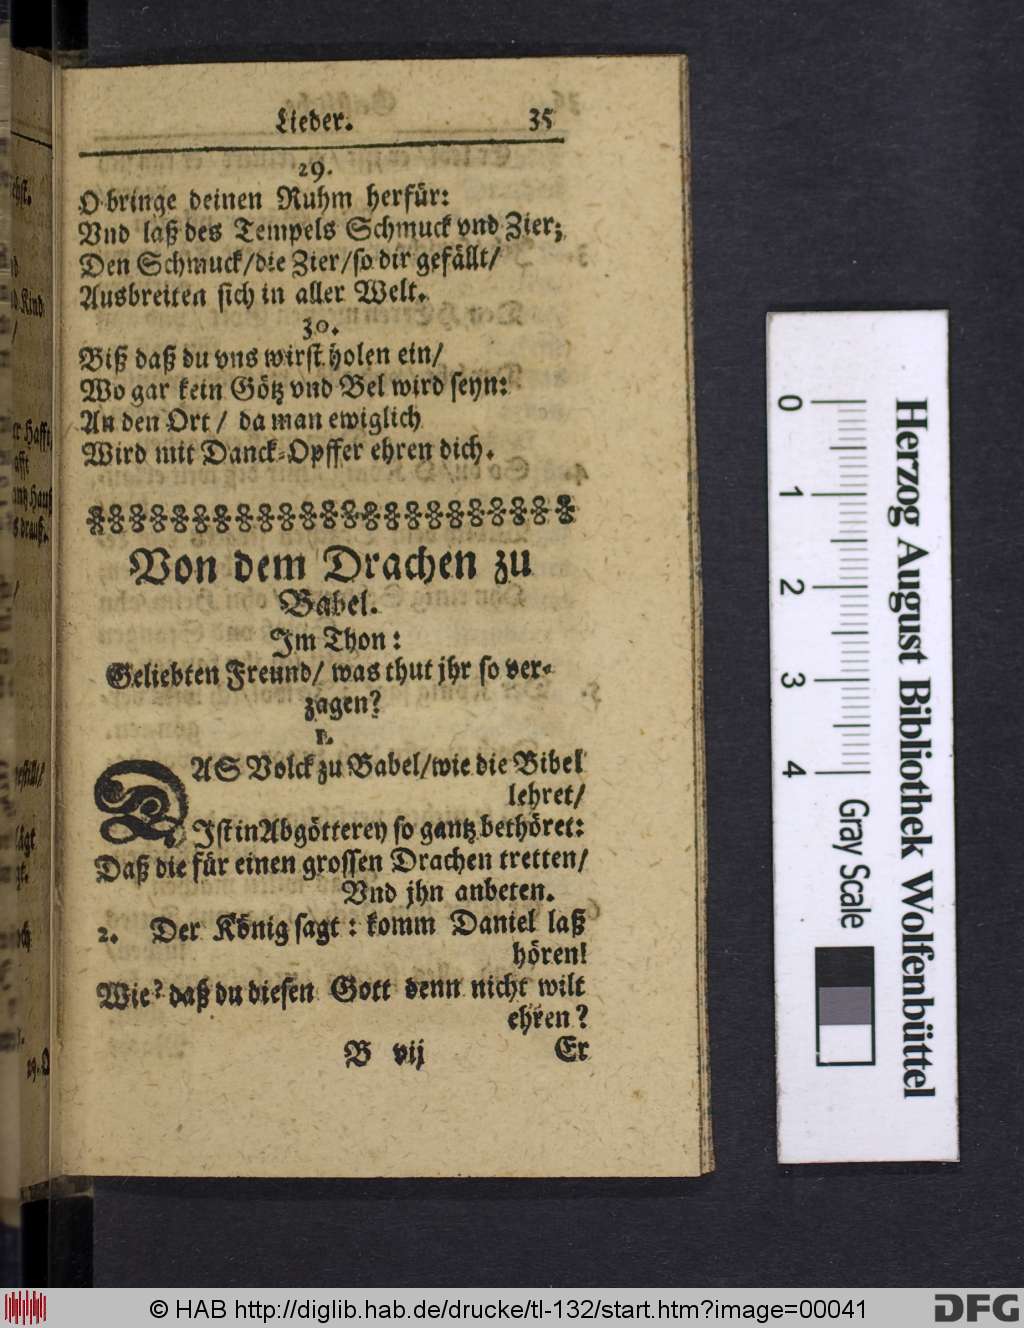 Lieder. 35
29.
O bringe deinen Ruhm herfür:
Vnd laß des Tempels Schmuck vnd Zier;
Den Schmuck/die Zier/so dir gefällt/
Ausbreiten sich in aller Welt.
30.
Biß daß du vns wirst holen ein/
Wo gar kein Götz vnd Bel wird seyn:
An den Ort / da man ewiglich
Wird mit Danck-Opffer ehren dich.
Von dem Drachen zu
Babel.
Im Thon:
Geliebten Freund/ was thut jhr so ver-
zagen?
1.
DAS Volck zu Babel/wie die Bibel
lehret/
Ist in Abgötterey so gantz bethöret:
Daß die für einen grossen Drachen tretten/
Vnd jhn anbeten.
2. Der König sagt: komm Daniel laß
hören!
Wie? daß du diesen Gott denn nicht wilt
ehren?
B vij Er
0 1 2 3 4 Gray Scale
Herzog August Bibliothek Wolfenbüttel
© HAB http://diglib.hab.de/drucke/tl-132/start.htm?image=00041
DFG